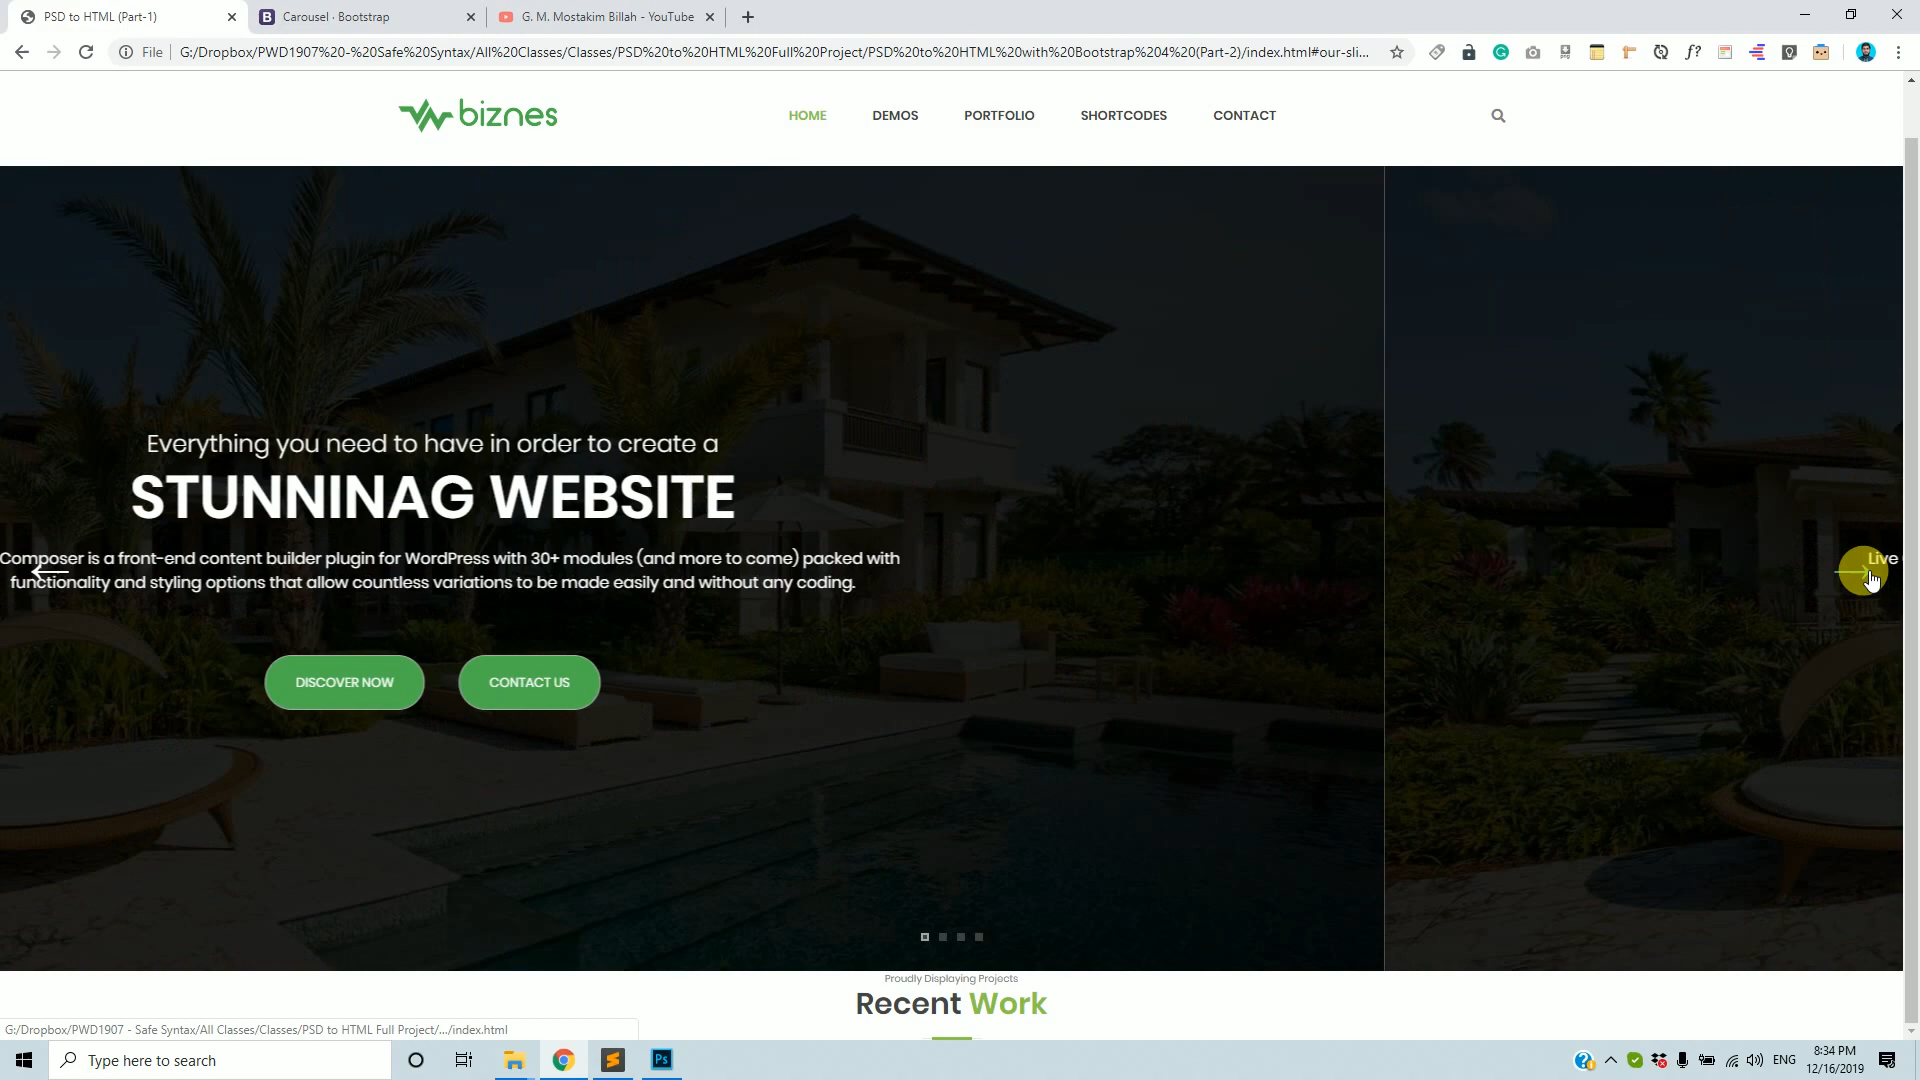 PSD to HTML (Part-1)
Carousel · Bootstrap
G. M. Mostakim Billah - YouTube
File
G:/Dropbox/PWD1907%20-%20Safe%20Syntax/All%20Classes/Classes/PSD%20to%20HTML%20Full%20Project/PSD%20to%20HTML%20with%20Bootstrap%204%20(Part-2)/index.html#our-sli...
biznes
HOME
DEMOS
PORTFOLIO
SHORTCODES
CONTACT
Everything you need to have in order to create a
STUNNINAG WEBSITE
Composer is a front-end content builder plugin for WordPress with 30+ modules (and more to come) packed with
functionality and styling options that allow countless variations to be made easily and without any coding.
Live
DISCOVER NOW
CONTACT US
Proudly Displaying Projects
Recent Work
G:/Dropbox/PWD1907 - Safe Syntax/All Classes/Classes/PSD to HTML Full Project/.../index.html
Type here to search
Ps
ENG
8:34 PM
12/16/2019